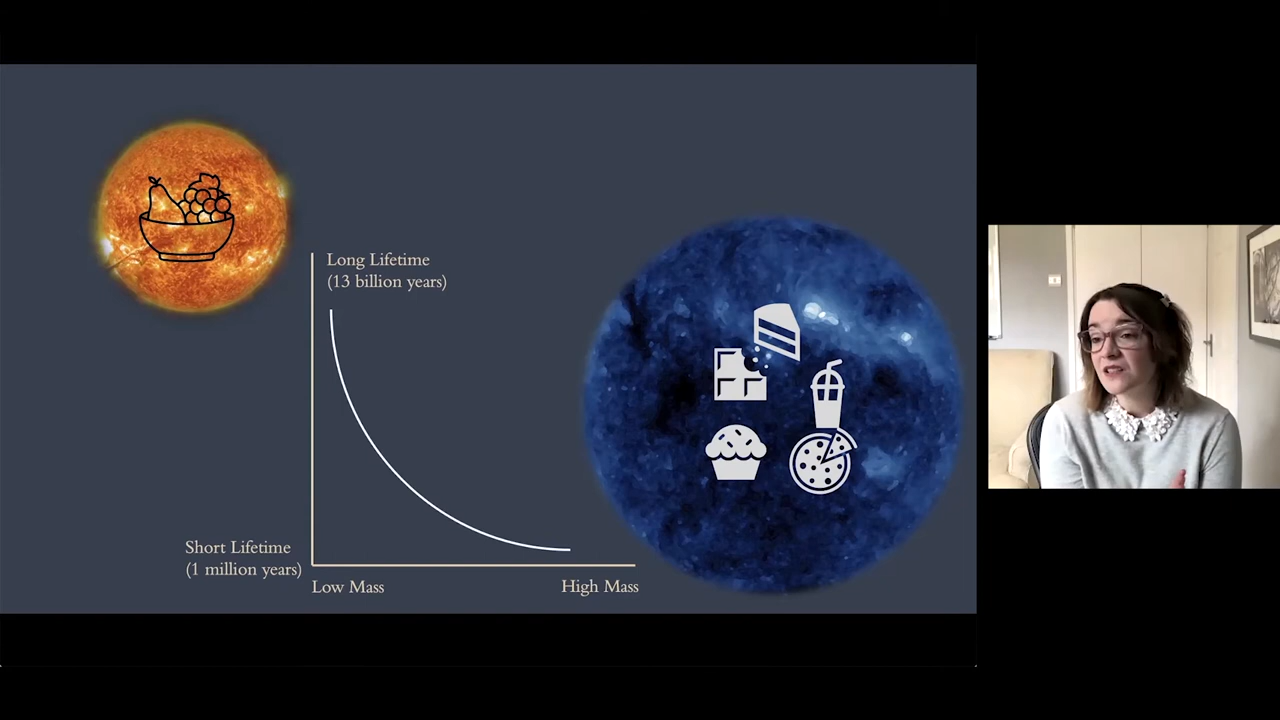 Long Lifetime
(13 billion years)
Short Lifetime
(1 million years)
Low Mass
High Mass